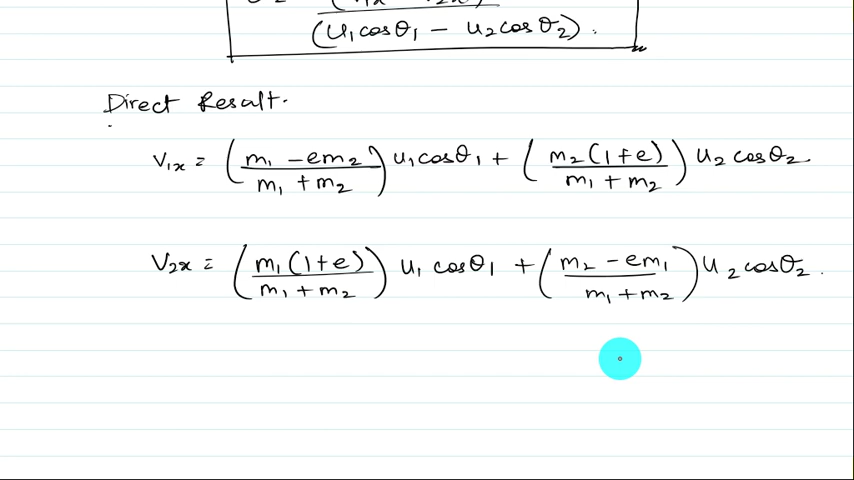 (u₁cosθ₁ - u₂cosθ₂).
Direct Result.
V₁ₓ = (m₁ - em₂ / m₁ + m₂) u₁cosθ₁ + (m₂(1+e) / m₁ + m₂) u₂cosθ₂.
V₂ₓ = (m₁(1+e) / m₁ + m₂) u₁cosθ₁ + (m₂ - em₁ / m₁ + m₂) u₂cosθ₂.